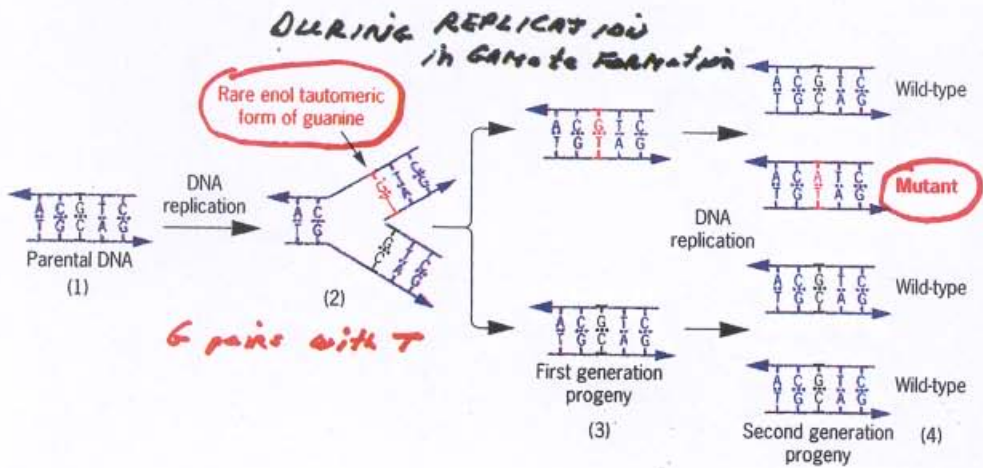 DURING REPLICATION
in GAMete FORMATION
Rare enol tautomeric
form of guanine
A C G T C
T G C A G
Parental DNA
(1)
DNA
replication
A C
T G
G T C
T A G
G T C
C A G
(2)
G pairs with T
A C G T C
T G T A G
A C G T C
T G C A G
First generation
progeny
(3)
DNA
replication
A C G T C
T G C A G
Wild-type
A C A T C
T G T A G
Mutant
A C G T C
T G C A G
Wild-type
A C G T C
T G C A G
Wild-type
Second generation
progeny
(4)